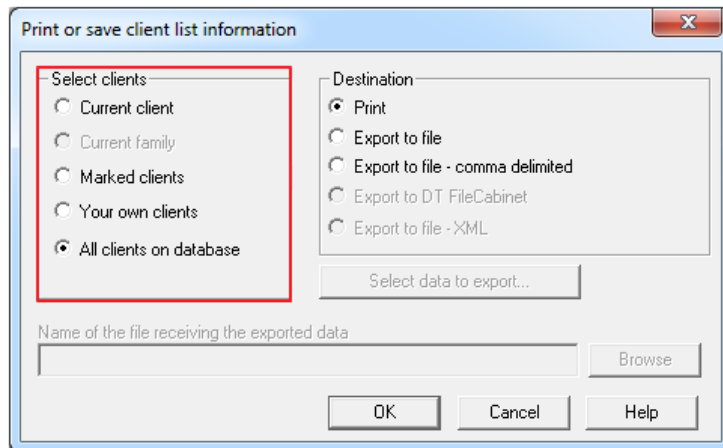 Print or save client list information
Select clients
Current client
Current family
Marked clients
Your own clients
All clients on database
Destination
Print
Export to file
Export to file - comma delimited
Export to DT FileCabinet
Export to file - XML
Select data to export...
Name of the file receiving the exported data
Browse
OK
Cancel
Help